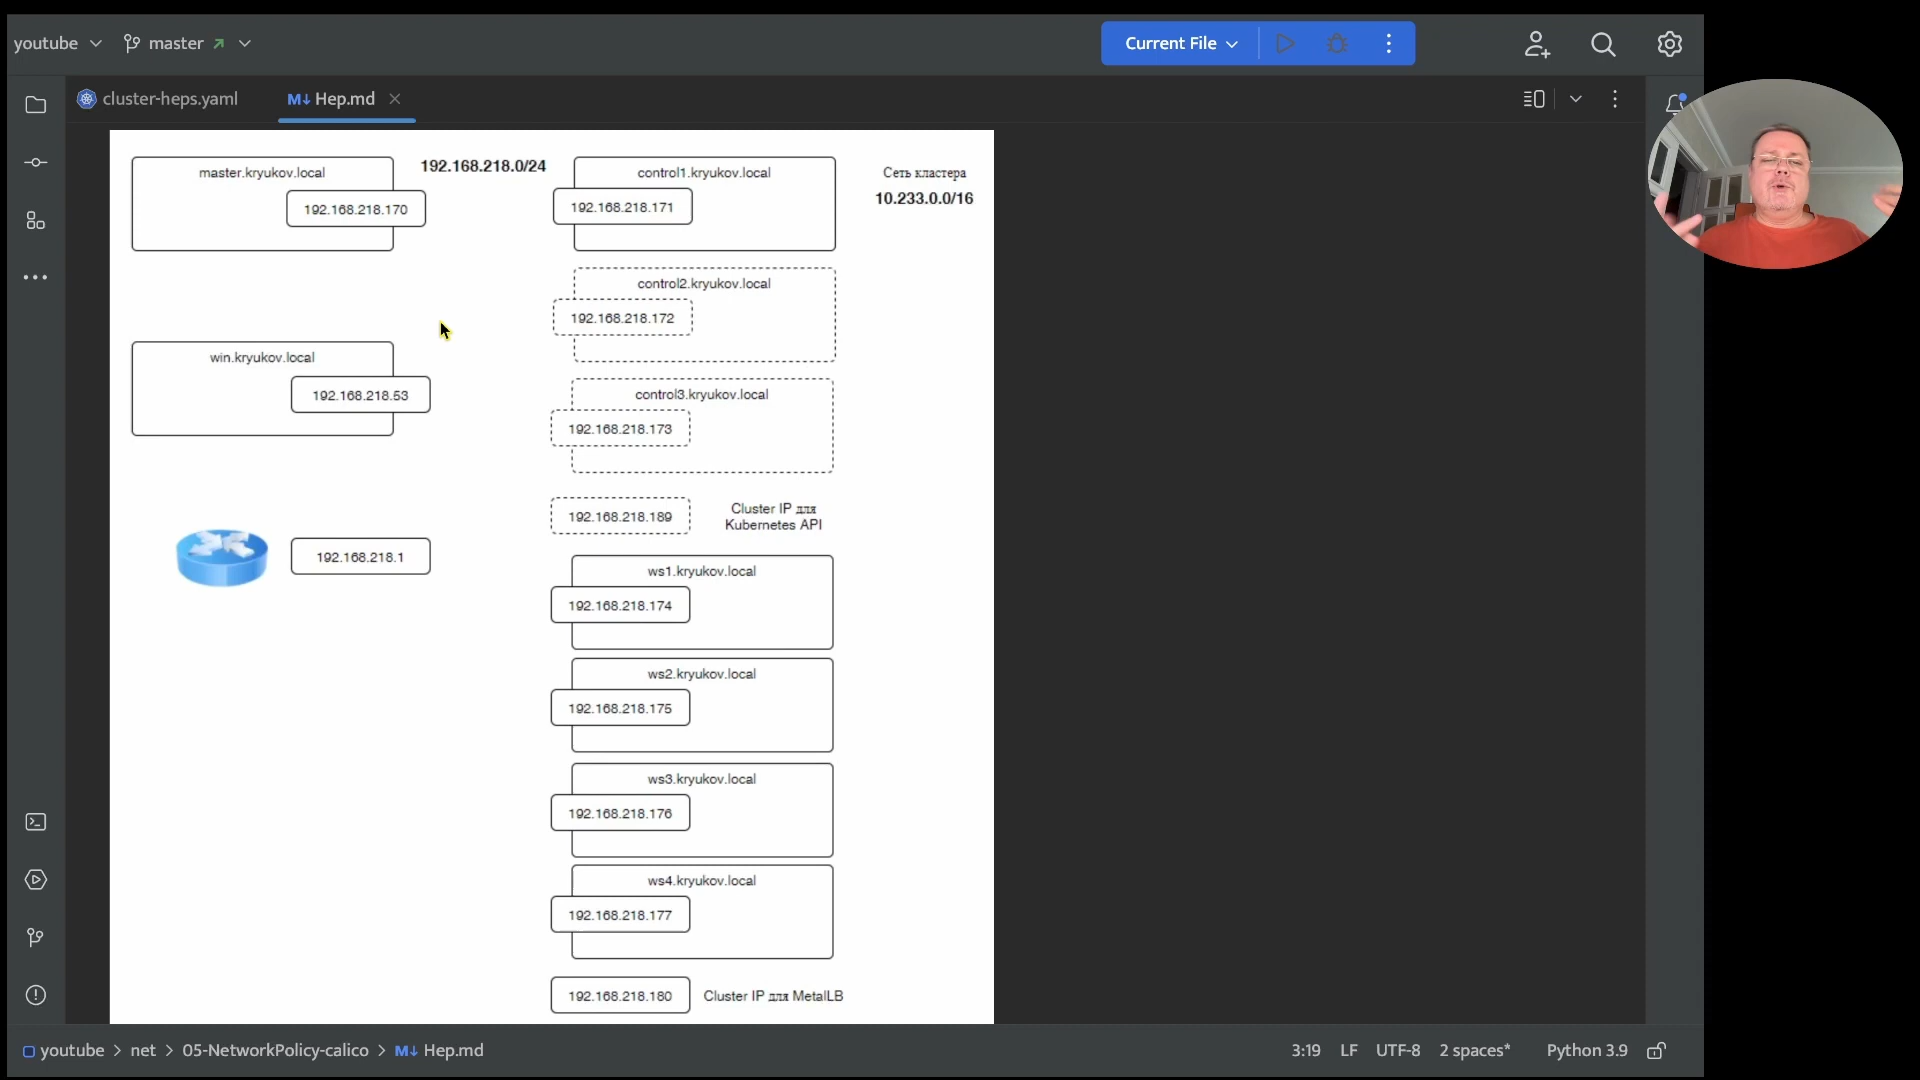 youtube
master
Current File
cluster-heps.yaml
M↓ Hep.md
master.kryukov.local
192.168.218.170
192.168.218.0/24
control1.kryukov.local
192.168.218.171
Сеть кластера
10.233.0.0/16
control2.kryukov.local
192.168.218.172
win.kryukov.local
192.168.218.53
control3.kryukov.local
192.168.218.173
192.168.218.189
Cluster IP для
Kubernetes API
192.168.218.1
ws1.kryukov.local
192.168.218.174
ws2.kryukov.local
192.168.218.175
ws3.kryukov.local
192.168.218.176
ws4.kryukov.local
192.168.218.177
192.168.218.180
Cluster IP для MetalLB
youtube > net > 05-NetworkPolicy-calico > M↓ Hep.md
3:19 LF UTF-8 2 spaces* Python 3.9